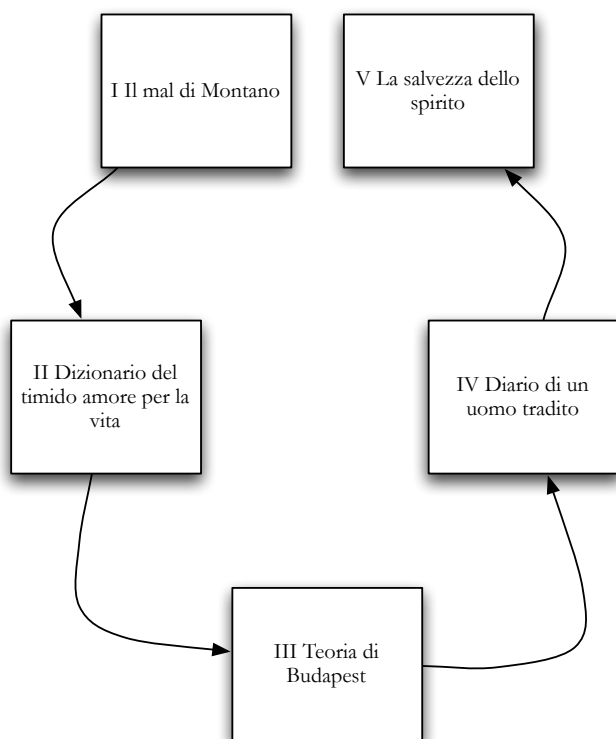 I Il mal di Montano
V La salvezza dello
spirito
II Dizionario del
timido amore per la
vita
IV Diario di un
uomo tradito
III Teoria di
Budapest